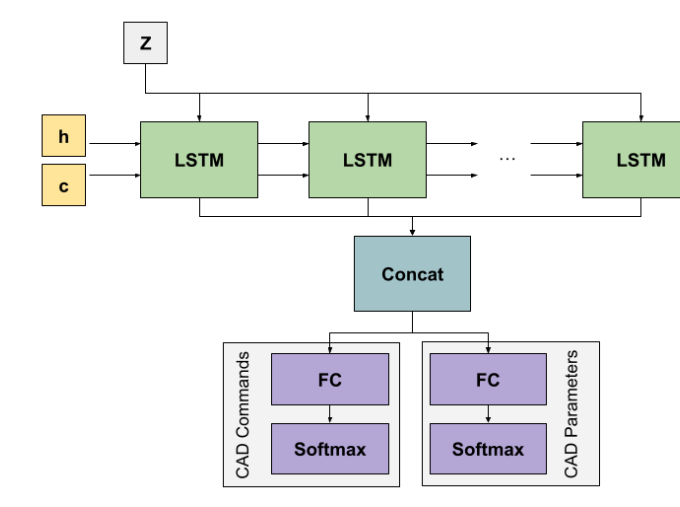 Z
h
c
LSTM
LSTM
...
LSTM
Concat
CAD Commands
FC
Softmax
FC
Softmax
CAD Parameters